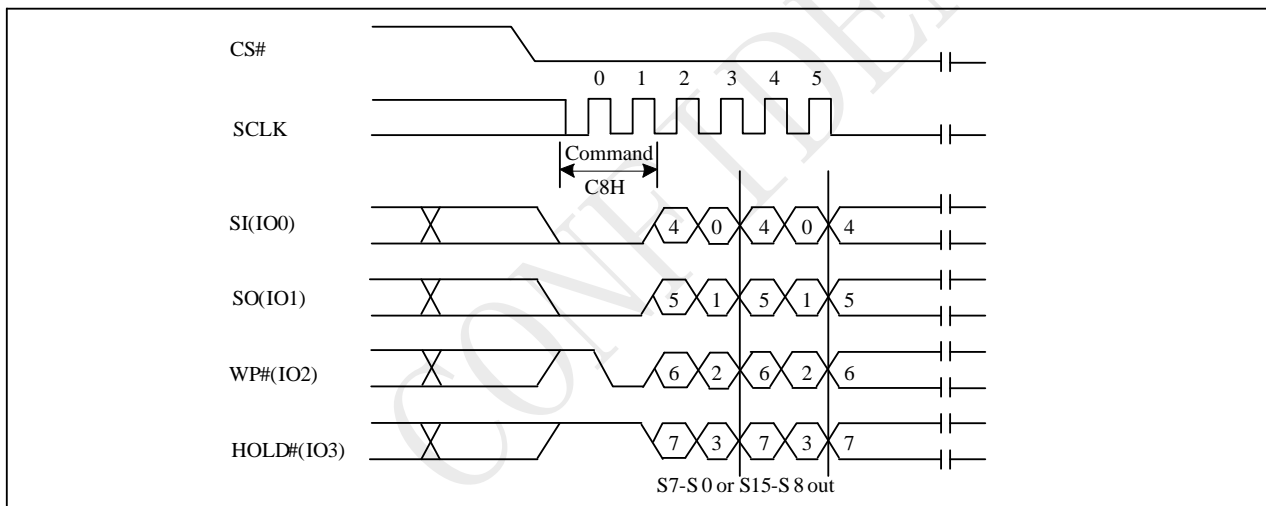 CS#
0 1 2 3 4 5
SCLK
Command
C8H
SI(IO0) 4 0 4 0 4
SO(IO1) 5 1 5 1 5
WP#(IO2) 6 2 6 2 6
HOLD#(IO3) 7 3 7 3 7
S7-S0 or S15-S8 out